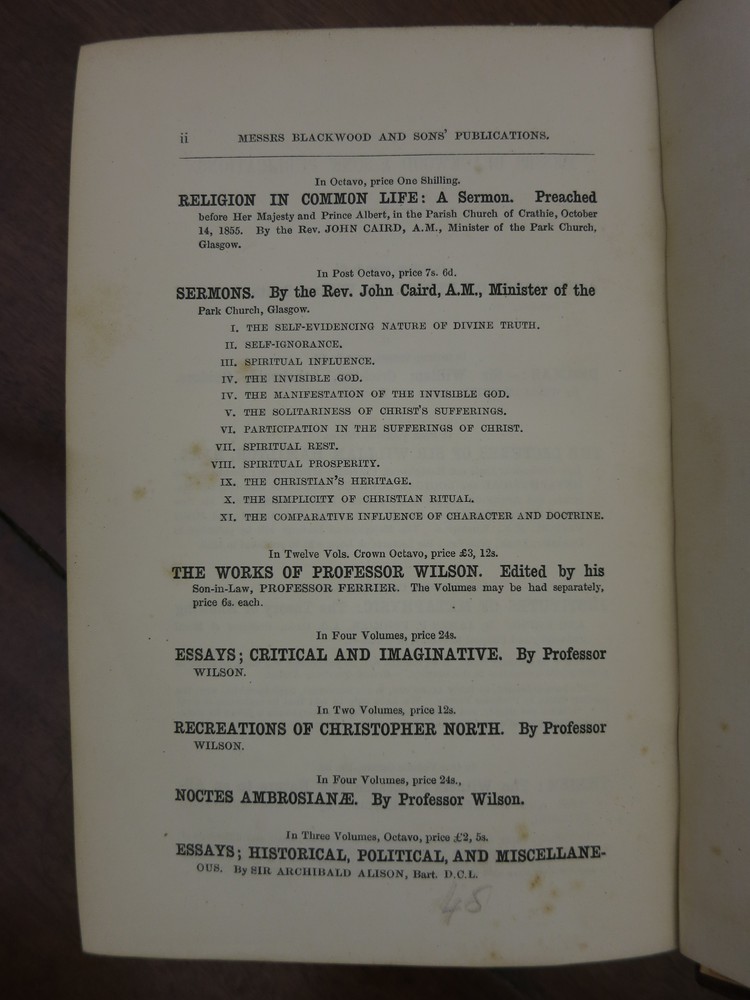 ii MESSRS BLACKWOOD AND SONS' PUBLICATIONS.
In Octavo, price One Shilling.
RELIGION IN COMMON LIFE: A Sermon. Preached
before Her Majesty and Prince Albert, in the Parish Church of Crathie, October
14, 1855. By the Rev. JOHN CAIRD, A.M., Minister of the Park Church,
Glasgow.
In Post Octavo, price 7s. 6d.
SERMONS. By the Rev. John Caird, A.M., Minister of the
Park Church, Glasgow.
I. THE SELF-EVIDENCING NATURE OF DIVINE TRUTH.
II. SELF-IGNORANCE.
III. SPIRITUAL INFLUENCE.
IV. THE INVISIBLE GOD.
IV. THE MANIFESTATION OF THE INVISIBLE GOD.
V. THE SOLITARINESS OF CHRIST'S SUFFERINGS.
VI. PARTICIPATION IN THE SUFFERINGS OF CHRIST.
VII. SPIRITUAL REST.
VIII. SPIRITUAL PROSPERITY.
IX. THE CHRISTIAN'S HERITAGE.
X. THE SIMPLICITY OF CHRISTIAN RITUAL.
XI. THE COMPARATIVE INFLUENCE OF CHARACTER AND DOCTRINE.
In Twelve Vols. Crown Octavo, price £3, 12s.
THE WORKS OF PROFESSOR WILSON. Edited by his
Son-in-Law, PROFESSOR FERRIER. The Volumes may be had separately,
price 6s. each.
In Four Volumes, price 24s.
ESSAYS; CRITICAL AND IMAGINATIVE. By Professor
WILSON.
In Two Volumes, price 12s.
RECREATIONS OF CHRISTOPHER NORTH. By Professor
WILSON.
In Four Volumes, price 24s.,
NOCTES AMBROSIANÆ. By Professor Wilson.
In Three Volumes, Octavo, price £2, 5s.
ESSAYS; HISTORICAL, POLITICAL, AND MISCELLANE-
OUS. By SIR ARCHIBALD ALISON, Bart. D.C.L.
48